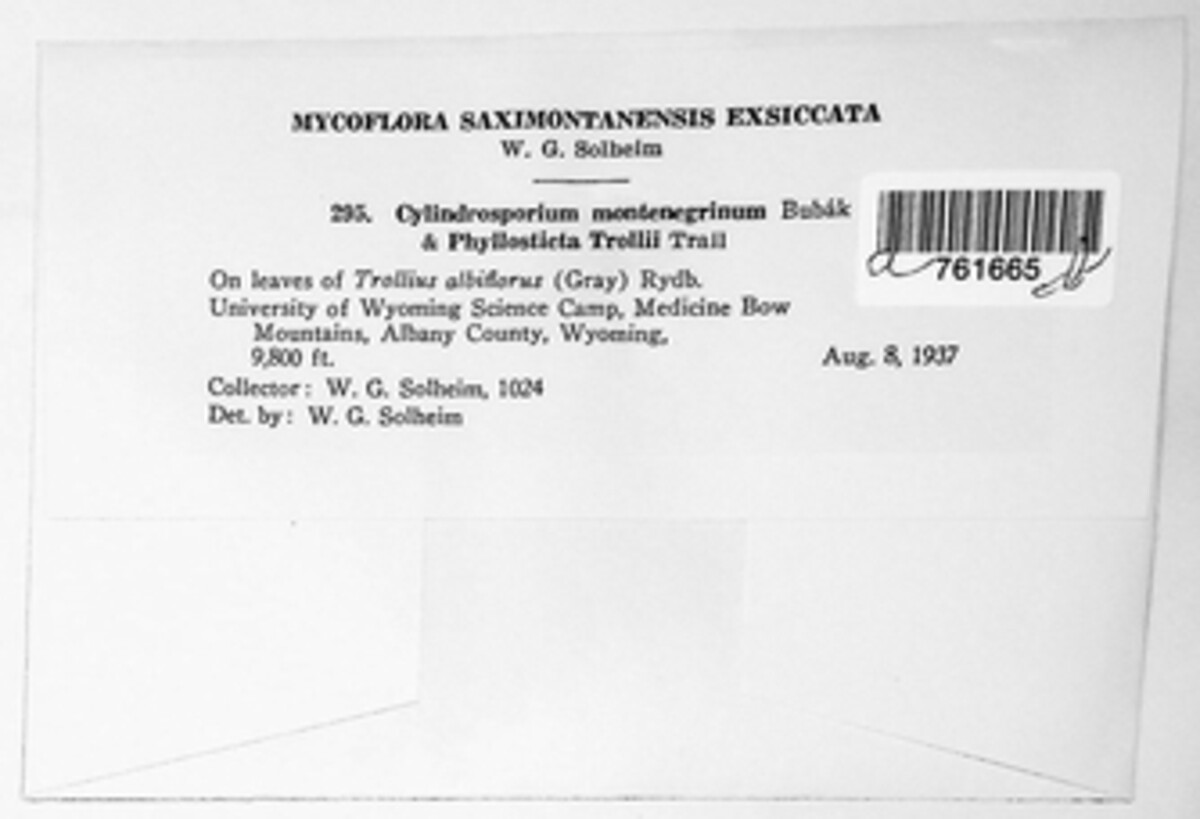 MYCOFLORA SAXIMONTANENSIS EXSICCATA
W. G. Solheim
295. Cylindrosporium montenegrinum Bubák
& Phyllosticta Trollii Trail
761665
On leaves of Trollius albiflorus (Gray) Rydb.
University of Wyoming Science Camp, Medicine Bow
Mountains, Albany County, Wyoming,
9,800 ft. Aug. 8, 1937
Collector: W. G. Solheim, 1024
Det. by: W. G. Solheim